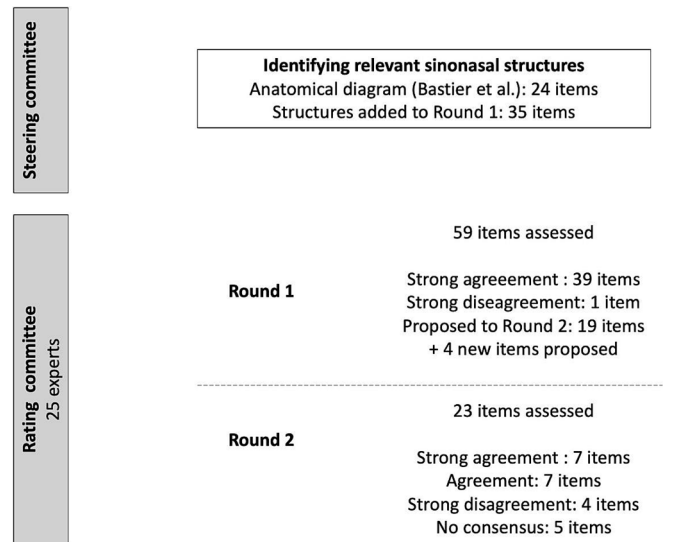 Steering committee
Identifying relevant sinonasal structures
Anatomical diagram (Bastier et al.): 24 items
Structures added to Round 1: 35 items
Rating committee
25 experts
Round 1
59 items assessed
Strong agreeement : 39 items
Strong diseagreement: 1 item
Proposed to Round 2: 19 items
+ 4 new items proposed
Round 2
23 items assessed
Strong agreement : 7 items
Agreement: 7 items
Strong disagreement: 4 items
No consensus: 5 items